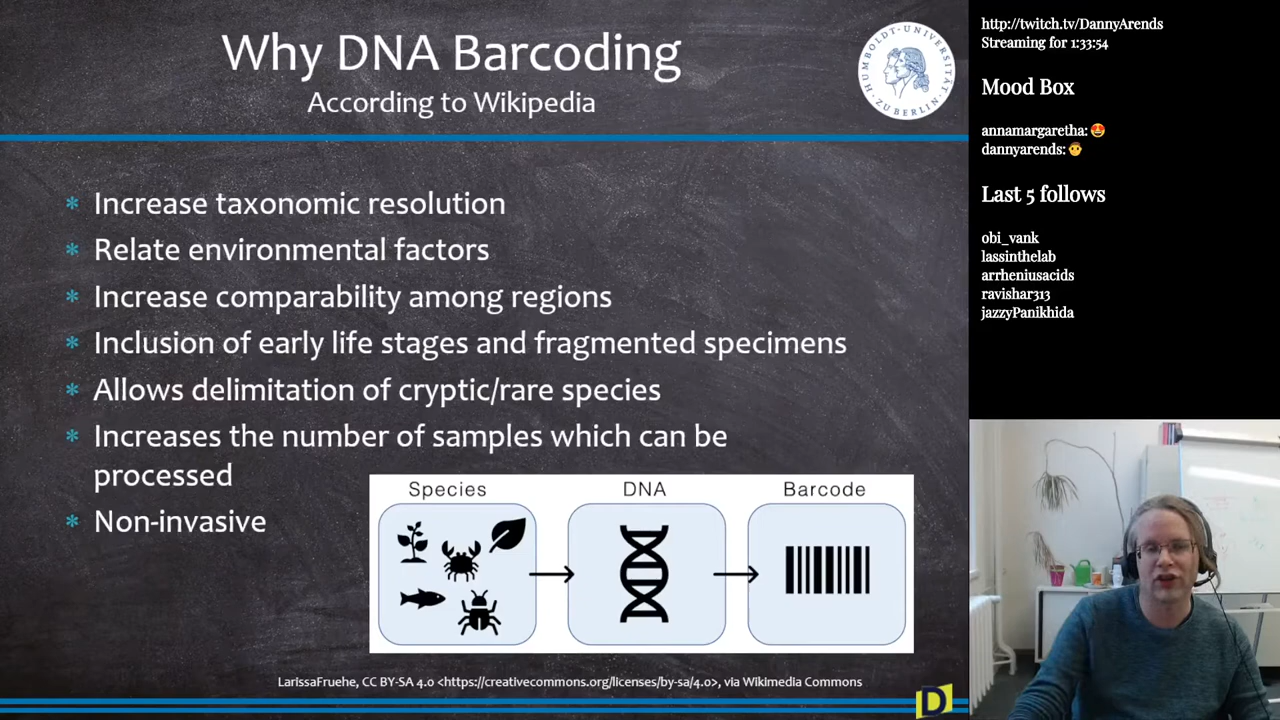 Why DNA Barcoding
According to Wikipedia
HUMBOLDT-UNIVERSITÄT
ZU BERLIN
* Increase taxonomic resolution
* Relate environmental factors
* Increase comparability among regions
* Inclusion of early life stages and fragmented specimens
* Allows delimitation of cryptic/rare species
* Increases the number of samples which can be
processed
* Non-invasive
Species
DNA
Barcode
LarissaFruehe, CC BY-SA 4.0 <https://creativecommons.org/licenses/by-sa/4.0>, via Wikimedia Commons
D
http://twitch.tv/DannyArends
Streaming for 1:33:54
Mood Box
annamargaretha: 😍
dannyarends: 👨
Last 5 follows
obi_vank
lassinthelab
arrheniusacids
ravishar313
jazzyPanikhida